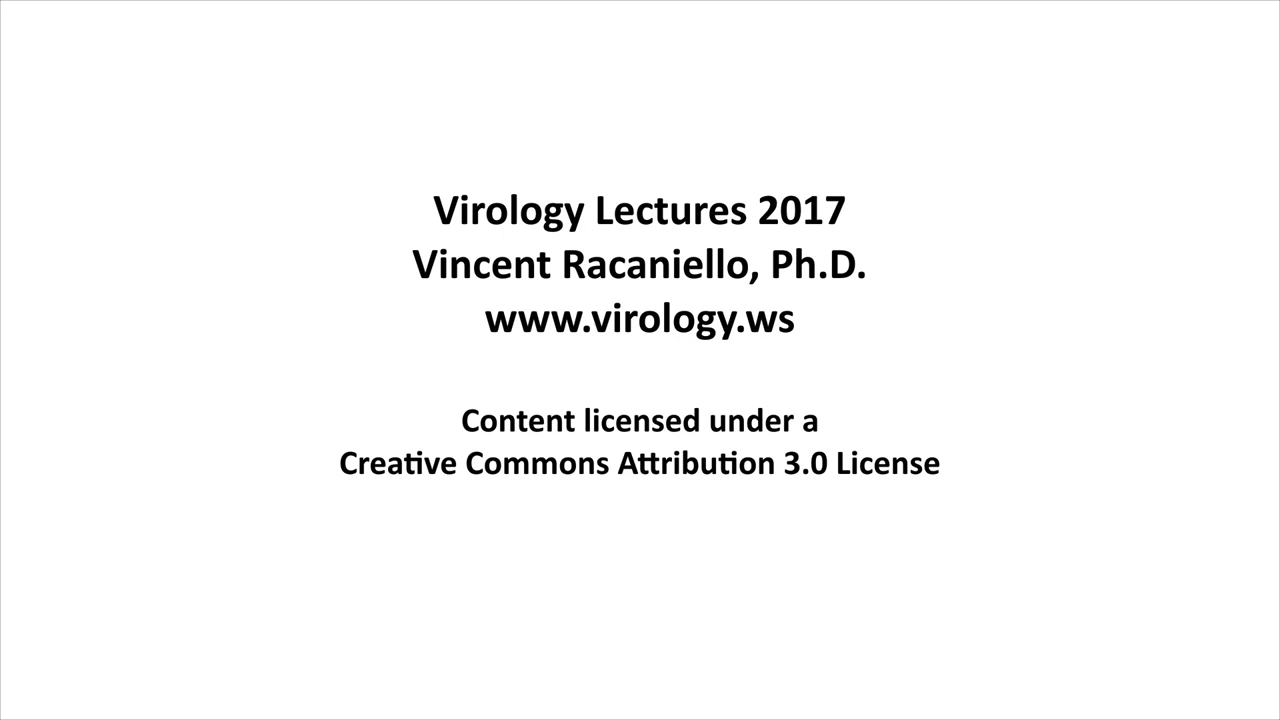 Virology Lectures 2017
Vincent Racaniello, Ph.D.
www.virology.ws
Content licensed under a
Creative Commons Attribution 3.0 License